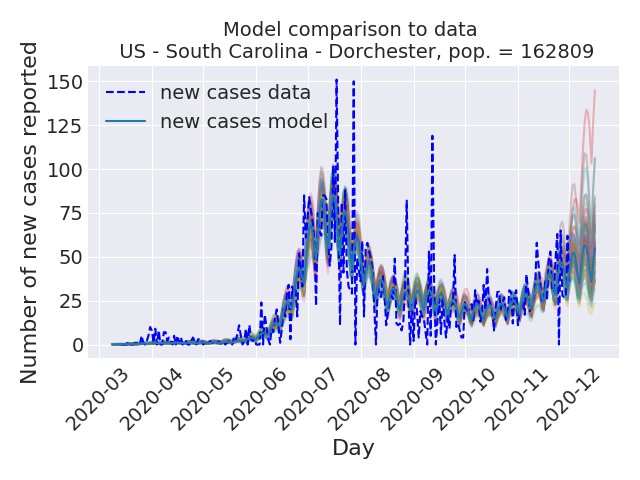 Model comparison to data
US - South Carolina - Dorchester, pop. = 162809
Number of new cases reported
150
125
100
75
50
25
0
new cases data
new cases model
2020-03
2020-04
2020-05
2020-06
2020-07
2020-08
2020-09
2020-10
2020-11
2020-12
Day